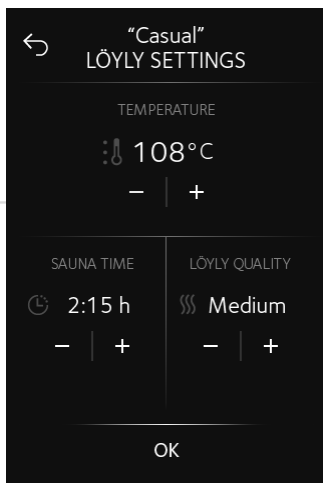 “Casual”
LÖYLY SETTINGS
TEMPERATURE
108°C
− +
SAUNA TIME
2:15 h
− +
LÖYLY QUALITY
Medium
− +
OK